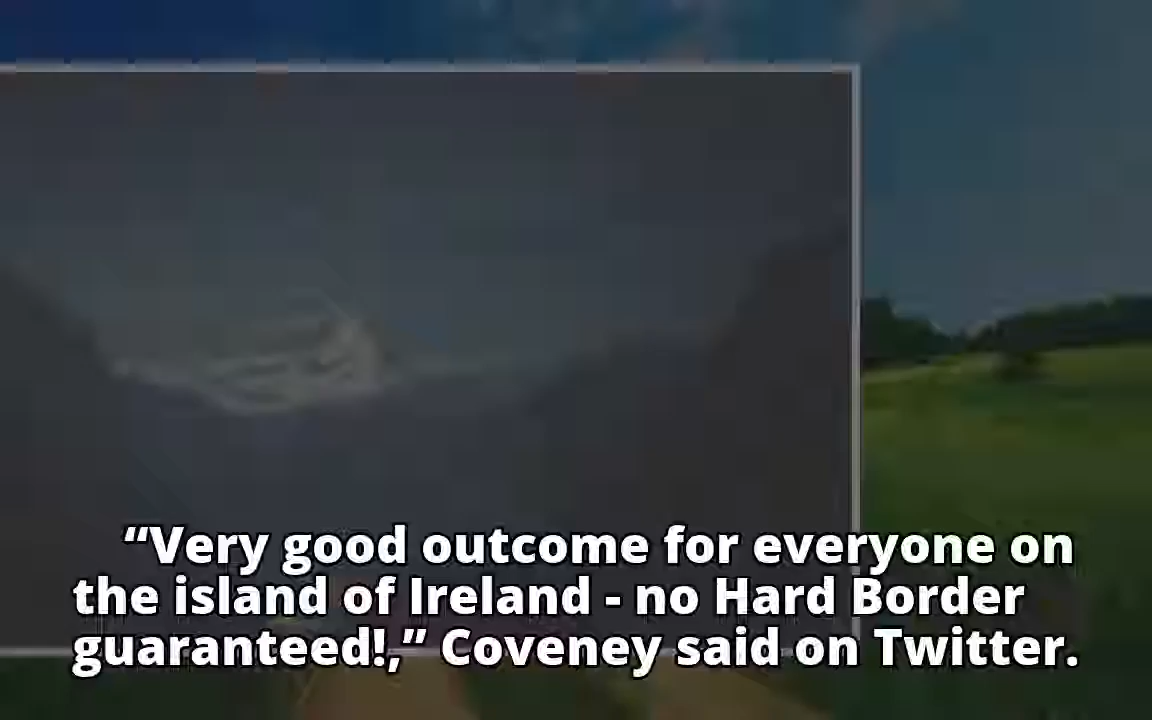 “Very good outcome for everyone on
the island of Ireland - no Hard Border
guaranteed!,” Coveney said on Twitter.